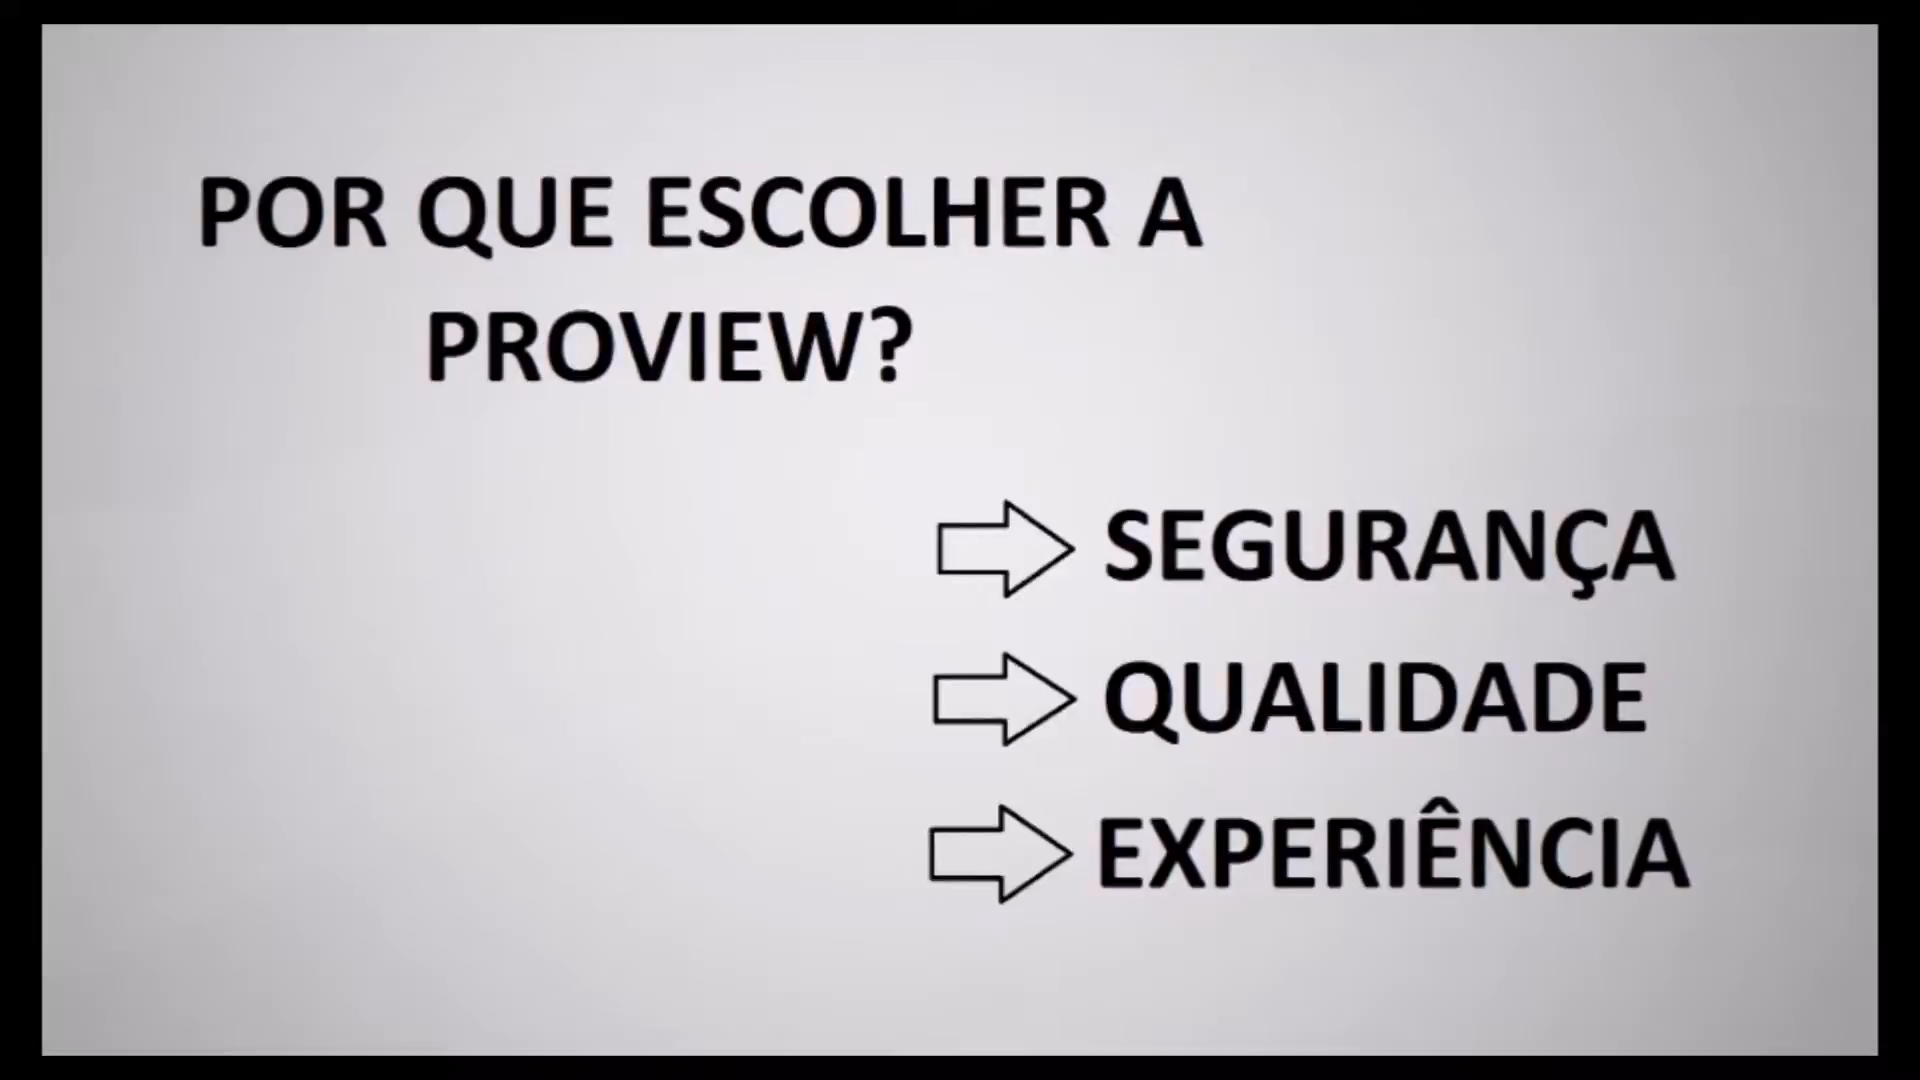 POR QUE ESCOLHER A
PROVIEW?
SEGURANÇA
QUALIDADE
EXPERIÊNCIA